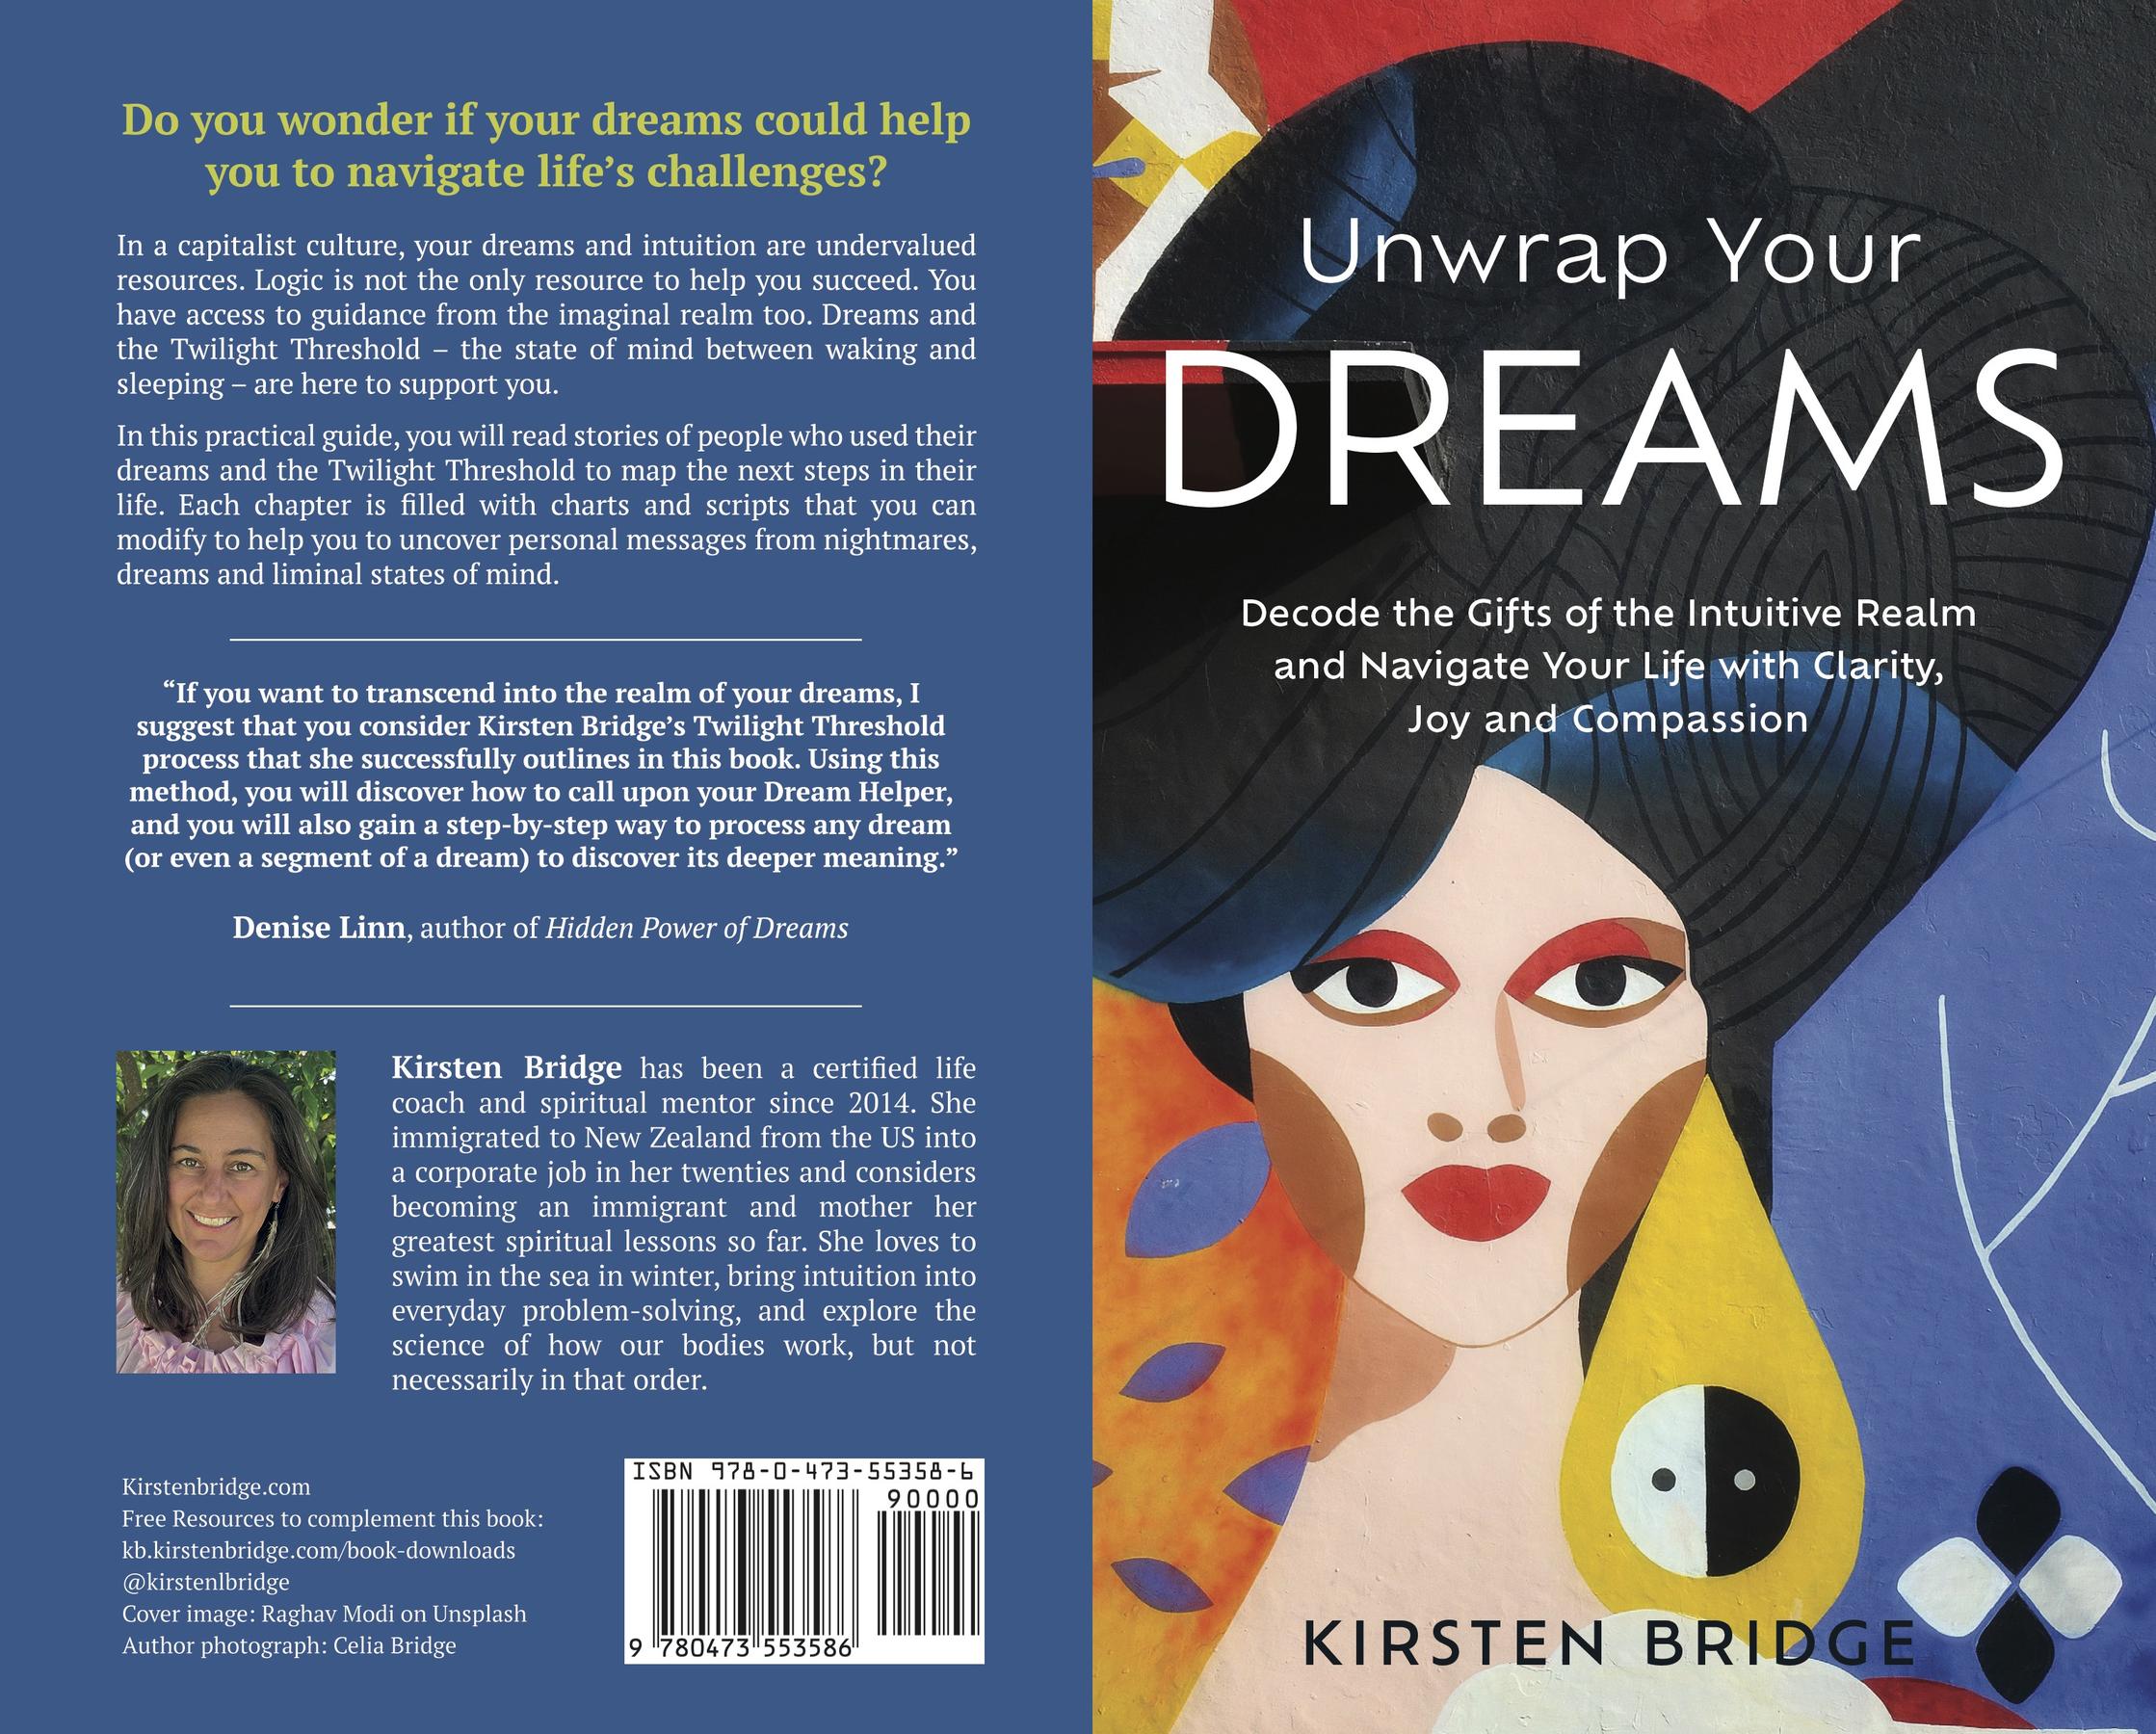 Do you wonder if your dreams could help
you to navigate life’s challenges?
In a capitalist culture, your dreams and intuition are undervalued
resources. Logic is not the only resource to help you succeed. You
have access to guidance from the imaginal realm too. Dreams and
the Twilight Threshold – the state of mind between waking and
sleeping – are here to support you.
In this practical guide, you will read stories of people who used their
dreams and the Twilight Threshold to map the next steps in their
life. Each chapter is filled with charts and scripts that you can
modify to help you to uncover personal messages from nightmares,
dreams and liminal states of mind.
“If you want to transcend into the realm of your dreams, I
suggest that you consider Kirsten Bridge’s Twilight Threshold
process that she successfully outlines in this book. Using this
method, you will discover how to call upon your Dream Helper,
and you will also gain a step-by-step way to process any dream
(or even a segment of a dream) to discover its deeper meaning.”
Denise Linn, author of Hidden Power of Dreams
Kirsten Bridge has been a certified life
coach and spiritual mentor since 2014. She
immigrated to New Zealand from the US into
a corporate job in her twenties and considers
becoming an immigrant and mother her
greatest spiritual lessons so far. She loves to
swim in the sea in winter, bring intuition into
everyday problem-solving, and explore the
science of how our bodies work, but not
necessarily in that order.
Kirstenbridge.com
Free Resources to complement this book:
kb.kirstenbridge.com/book-downloads
@kirstenlbridge
Cover image: Raghav Modi on Unsplash
Author photograph: Celia Bridge
ISBN 978-0-473-55358-6
90000
9 780473 553586
Unwrap Your
DREAMS
Decode the Gifts of the Intuitive Realm
and Navigate Your Life with Clarity,
Joy and Compassion
KIRSTEN BRIDGE